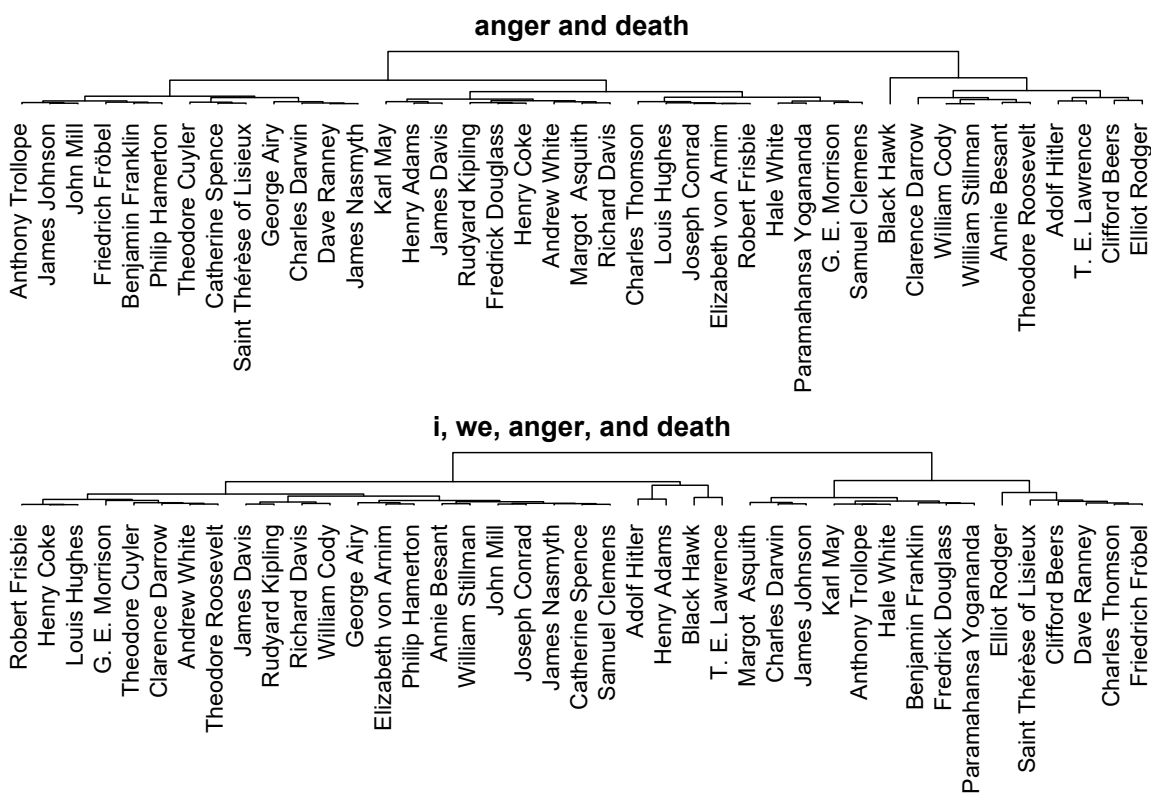 anger and death
Anthony Trollope
James Johnson
John Mill
Friedrich Fröbel
Benjamin Franklin
Philip Hamerton
Theodore Cuyler
Catherine Spence
Saint Thérèse of Lisieux
George Airy
Charles Darwin
Dave Ranney
James Nasmyth
Karl May
Henry Adams
James Davis
Rudyard Kipling
Fredrick Douglass
Henry Coke
Andrew White
Margot Asquith
Richard Davis
Charles Thomson
Louis Hughes
Joseph Conrad
Elizabeth von Arnim
Robert Frisbie
Hale White
Paramahansa Yogananda
G. E. Morrison
Samuel Clemens
Black Hawk
Clarence Darrow
William Cody
William Stillman
Annie Besant
Theodore Roosevelt
Adolf Hitler
T. E. Lawrence
Clifford Beers
Elliot Rodger
i, we, anger, and death
Robert Frisbie
Henry Coke
Louis Hughes
G. E. Morrison
Theodore Cuyler
Clarence Darrow
Andrew White
Theodore Roosevelt
James Davis
Rudyard Kipling
Richard Davis
William Cody
George Airy
Elizabeth von Arnim
Philip Hamerton
Annie Besant
William Stillman
John Mill
Joseph Conrad
James Nasmyth
Catherine Spence
Samuel Clemens
Adolf Hitler
Henry Adams
Black Hawk
T. E. Lawrence
Margot Asquith
Charles Darwin
James Johnson
Karl May
Anthony Trollope
Hale White
Benjamin Franklin
Fredrick Douglass
Paramahansa Yogananda
Elliot Rodger
Saint Thérèse of Lisieux
Clifford Beers
Dave Ranney
Charles Thomson
Friedrich Fröbel